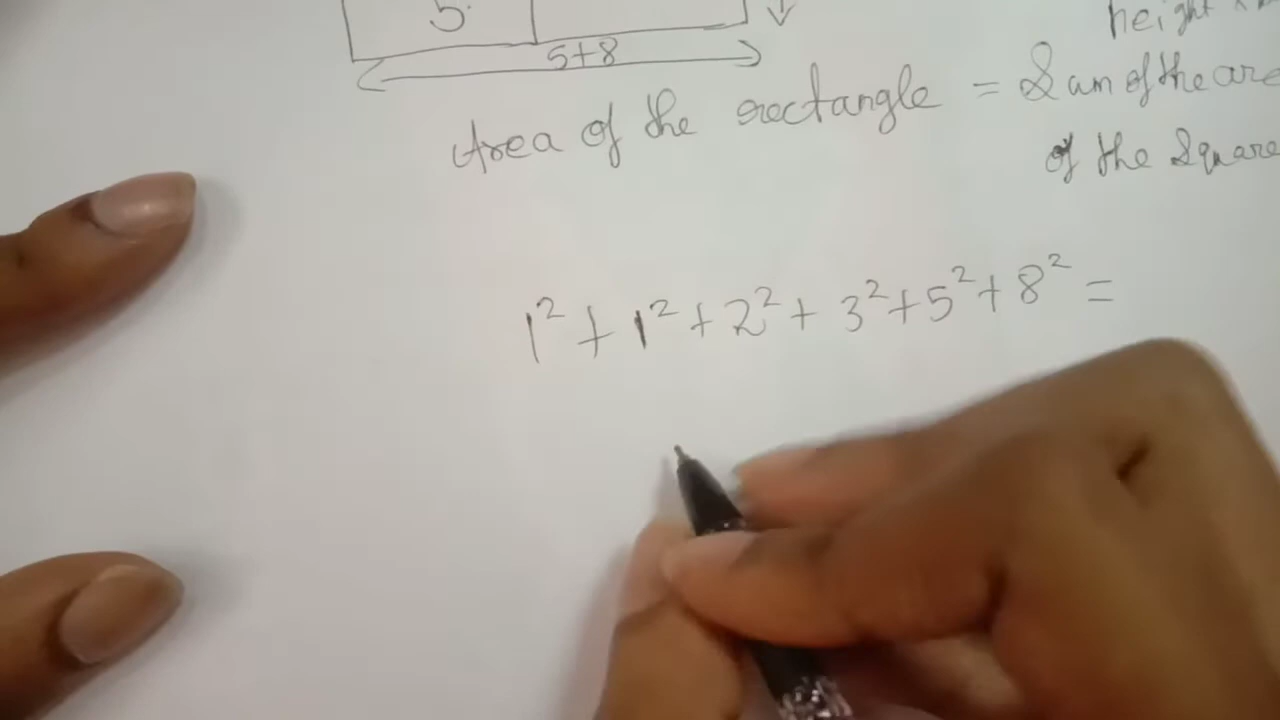 5
5+8
height
Area of the rectangle = Sum of the are
of the Square
1² + 1² + 2² + 3² + 5² + 8² =